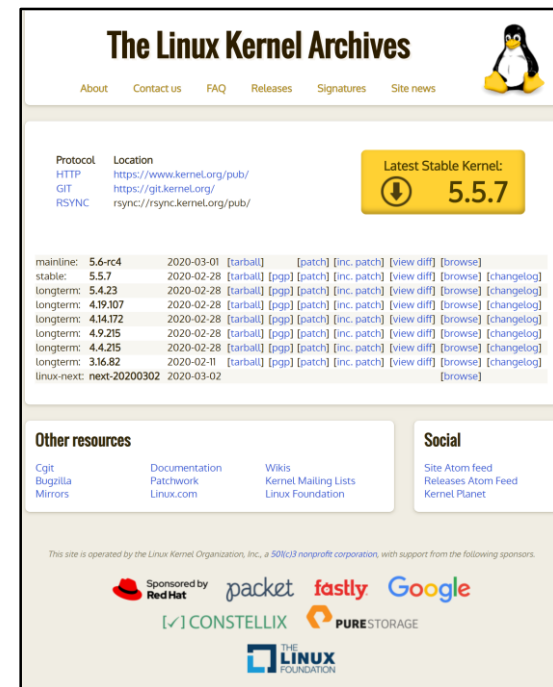 The Linux Kernel Archives
About Contact us FAQ Releases Signatures Site news
Protocol Location
HTTP https://www.kernel.org/pub/
GIT https://git.kernel.org/
RSYNC rsync://rsync.kernel.org/pub/
Latest Stable Kernel:
5.5.7
mainline: 5.6-rc4 2020-03-01 [tarball] [patch] [inc. patch] [view diff] [browse]
stable: 5.5.7 2020-02-28 [tarball] [pgp] [patch] [inc. patch] [view diff] [browse] [changelog]
longterm: 5.4.23 2020-02-28 [tarball] [pgp] [patch] [inc. patch] [view diff] [browse] [changelog]
longterm: 4.19.107 2020-02-28 [tarball] [pgp] [patch] [inc. patch] [view diff] [browse] [changelog]
longterm: 4.14.172 2020-02-28 [tarball] [pgp] [patch] [inc. patch] [view diff] [browse] [changelog]
longterm: 4.9.215 2020-02-28 [tarball] [pgp] [patch] [inc. patch] [view diff] [browse] [changelog]
longterm: 4.4.215 2020-02-28 [tarball] [pgp] [patch] [inc. patch] [view diff] [browse] [changelog]
longterm: 3.16.82 2020-02-11 [tarball] [pgp] [patch] [inc. patch] [view diff] [browse] [changelog]
linux-next: next-20200302 2020-03-02 [browse]
Other resources
Cgit Documentation Wikis
Bugzilla Patchwork Kernel Mailing Lists
Mirrors Linux.com Linux Foundation
Social
Site Atom feed
Releases Atom Feed
Kernel Planet
This site is operated by the Linux Kernel Organization, Inc., a 501(c)3 nonprofit corporation, with support from the following sponsors.
Sponsored by
Red Hat
packet fastly Google
[✓] CONSTELLIX PURESTORAGE
THE
LINUX
FOUNDATION